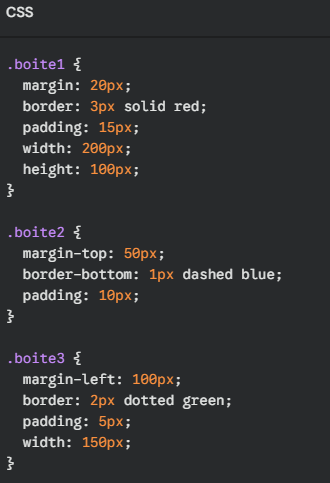 CSS
.boite1 {
  margin: 20px;
  border: 3px solid red;
  padding: 15px;
  width: 200px;
  height: 100px;
}
.boite2 {
  margin-top: 50px;
  border-bottom: 1px dashed blue;
  padding: 10px;
}
.boite3 {
  margin-left: 100px;
  border: 2px dotted green;
  padding: 5px;
  width: 150px;
}